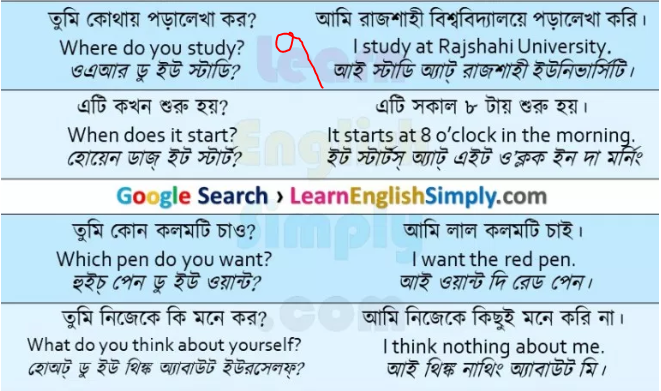 তুমি কোথায় পড়ালেখা কর?
আমি রাজশাহী বিশ্ববিদ্যালয়ে পড়ালেখা করি।
Where do you study?
I study at Rajshahi University.
ওএআর ডু ইউ স্টাডি?
আই স্টাডি অ্যাট্ রাজশাহী ইউনিভার্সিটি।
এটি কখন শুরু হয়?
এটি সকাল ৮ টায় শুরু হয়।
When does it start?
It starts at 8 o'clock in the morning.
হোয়েন ডাজ্ ইট স্টার্ট?
ইট স্টার্টস্ অ্যাট্ এইট ও'ক্লক ইন দা মর্নিং
Google Search › LearnEnglishSimply.com
তুমি কোন কলমটি চাও?
আমি লাল কলমটি চাই।
Which pen do you want?
I want the red pen.
হুইচ্ পেন ডু ইউ ওয়ান্ট?
আই ওয়ান্ট দি রেড পেন।
তুমি নিজেকে কি মনে কর?
আমি নিজেকে কিছুই মনে করি না।
What do you think about yourself?
I think nothing about me.
হোঅট্ ডু ইউ থিঙ্ক অ্যাবাউট ইউরসেলফ্?
আই থিঙ্ক নাথিং অ্যাবাউট মি।
Learn
English
Simply
.com